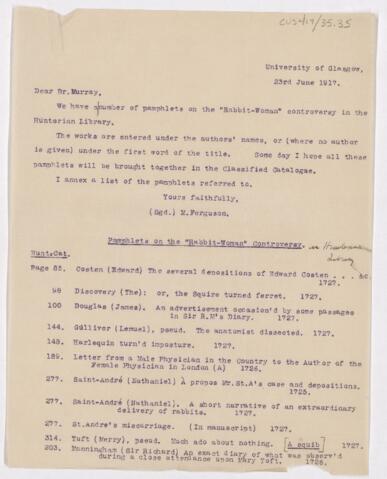 CUSH17/35.35
University of Glasgow,
23rd June 1917.
Dear Dr. Murray,
We have a number of pamphlets on the "Rabbit-Woman" controversy in the
Hunterian Library.
The works are entered under the authors' names, or (where no author
is given) under the first word of the title. Some day I hope all these
pamphlets will be brought together in the Classified Catalogue.
I annex a list of the pamphlets referred to.
Yours faithfully,
(Sgd.) M.Ferguson.
Pamphlets on the "Rabbit-Woman" Controversy. in Hunterian
Library
Hunt.Cat.
Page 85. Costen (Edward) The several depositions of Edward Costen . . . &c.
1727.
98 Discovery (The): or, the Squire turned ferret. 1727.
100 Douglas (James). An advertisement occasion'd by some passages
in Sir R.M's Diary. 1727.
144. Gulliver (Lemuel), pseud. The anatomist dissected. 1727.
148. Harlequin turn'd imposture. 1727.
189. Letter from a Male Physician in the Country to the Author of the
Female Physician in London (A) 1726.
277. Saint-André (Nathaniel) À propos Mr.St.A's case and depositions.
1725.
277. Saint-André (Nathaniel). A short narrative of an extraordinary
delivery of rabbits. 1727.
277. St.Andre's miscarriage. (In manuscript) 1727.
314. Tuft (Merry), pseud. Much ado about nothing. [A squib] 1727.
203. Manningham (Sir Richard) An exact diary of what was observ'd
during a close attendance upon Mary Toft. 1726.